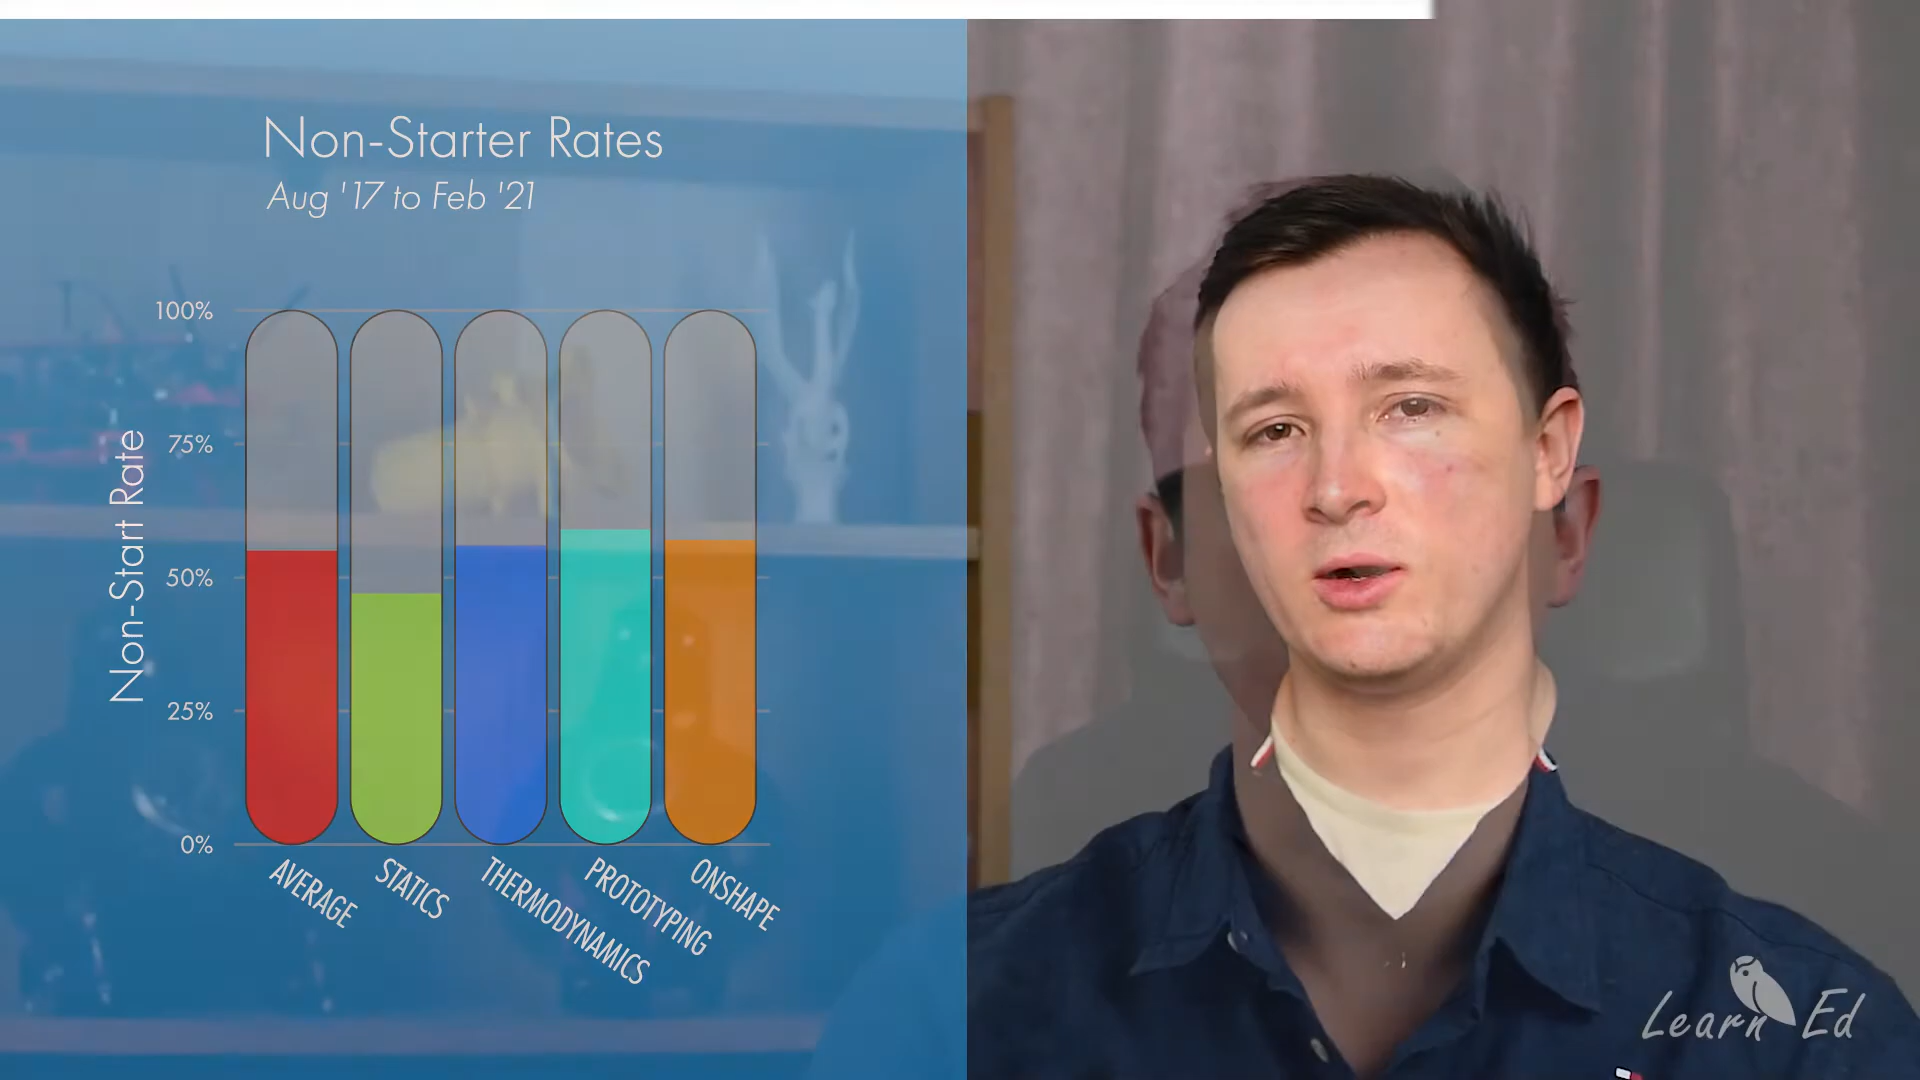 Non-Starter Rates
Aug '17 to Feb '21
100%
75%
50%
25%
0%
Non-Start Rate
AVERAGE
STATICS
THERMODYNAMICS
PROTOTYPING
ONSHAPE
Learn Ed